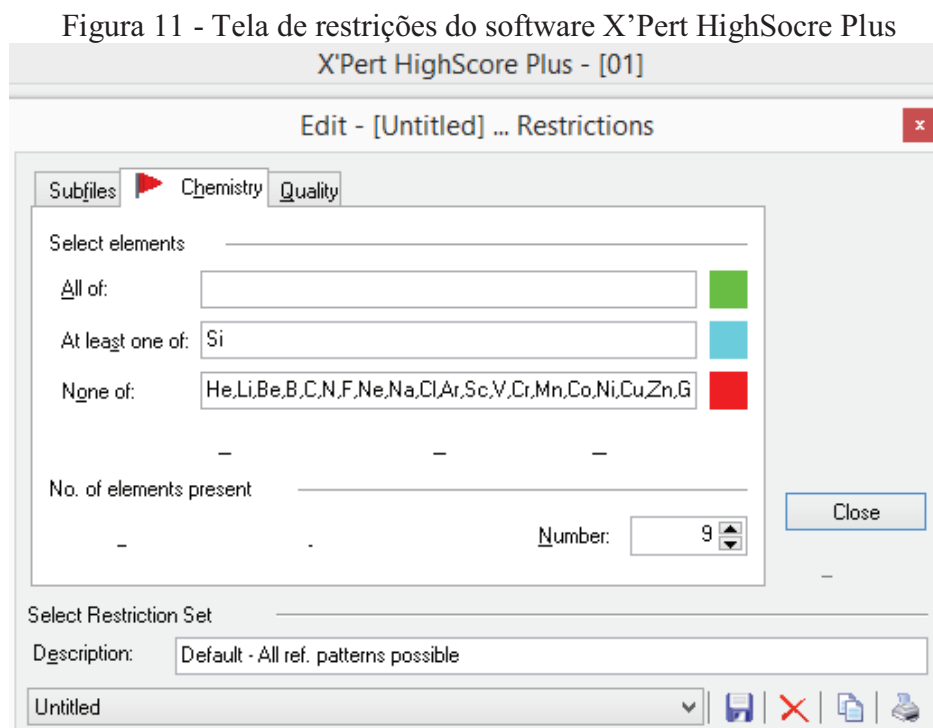 Figura 11 - Tela de restrições do software X’Pert HighSocre Plus
X'Pert HighScore Plus - [01]
Edit - [Untitled] ... Restrictions
x
Subfiles Chemistry Quality
Select elements
All of:
At least one of: Si
None of: He,Li,Be,B,C,N,F,Ne,Na,Cl,Ar,Sc,V,Cr,Mn,Co,Ni,Cu,Zn,G
No. of elements present
Number: 9
Close
Select Restriction Set
Description: Default - All ref. patterns possible
Untitled